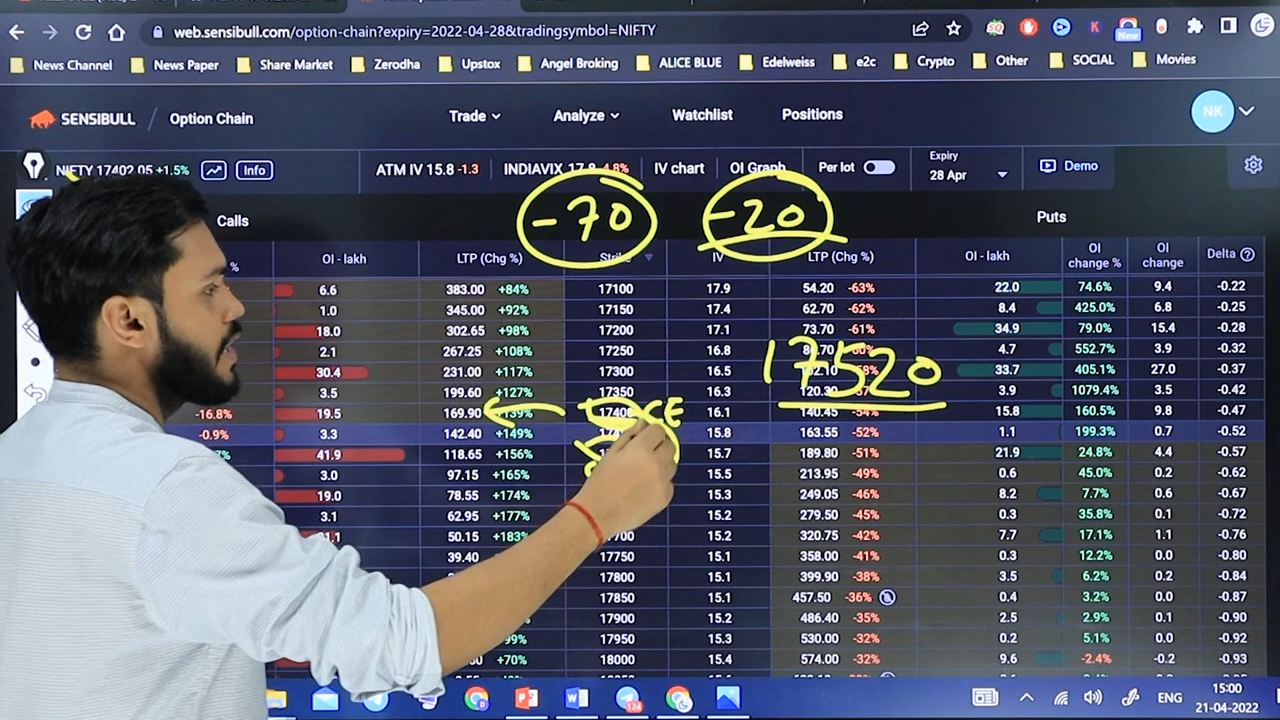 web.sensibull.com/option-chain?expiry=2022-04-28&tradingsymbol=NIFTY
New
News Channel News Paper Share Market Zerodha Upstox Angel Broking ALICE BLUE Edelweiss e2c Crypto Other SOCIAL Movies
SENSIBULL / Option Chain Trade Analyze Watchlist Positions NK
NIFTY 17402.05 +1.5% Info ATM IV 15.8 -1.3 INDIAVIX 17.8 -4.8% IV chart OI Graph Per lot Expiry 28 Apr Demo
-70 -20
Calls Puts
% OI - lakh LTP (Chg %) Strike IV LTP (Chg %) OI - lakh OI change % OI change Delta
6.6 383.00 +84% 17100 17.9 54.20 -63% 22.0 74.6% 9.4 -0.22
1.0 345.00 +92% 17150 17.4 62.70 -62% 8.4 425.0% 6.8 -0.25
18.0 302.65 +98% 17200 17.1 73.70 -61% 34.9 79.0% 15.4 -0.28
2.1 267.25 +108% 17250 16.8 4.7 552.7% 3.9 -0.32
17520
30.4 231.00 +117% 17300 16.5 33.7 405.1% 27.0 -0.37
3.5 199.60 +127% 17350 16.3 120.30 3.9 1079.4% 3.5 -0.42
-16.8% 19.5 169.90 +139% 17400 CE 16.1 140.45 -54% 15.8 160.5% 9.8 -0.47
-0.9% 3.3 142.40 +149% 15.8 163.55 -52% 1.1 199.3% 0.7 -0.52
41.9 118.65 +156% 15.7 189.80 -51% 21.9 24.8% 4.4 -0.57
3.0 97.15 +165% 15.5 213.95 -49% 0.6 45.0% 0.2 -0.62
19.0 78.55 +174% 15.3 249.05 -46% 8.2 7.7% 0.6 -0.67
3.1 62.95 +177% 15.2 279.50 -45% 0.3 35.8% 0.1 -0.72
50.15 +183% 15.2 320.75 -42% 7.7 17.1% 1.1 -0.76
39.40 17750 15.1 358.00 -41% 0.3 12.2% 0.0 -0.80
17800 15.1 399.90 -38% 3.5 6.2% 0.2 -0.84
17850 15.1 457.50 -36% 0.4 3.2% 0.0 -0.87
17900 15.2 486.40 -35% 2.5 2.9% 0.1 -0.90
17950 15.3 530.00 -32% 0.2 5.1% 0.0 -0.92
+70% 18000 15.4 574.00 -32% 9.6 -2.4% -0.2 -0.93
124 ENG 15:00
21-04-2022